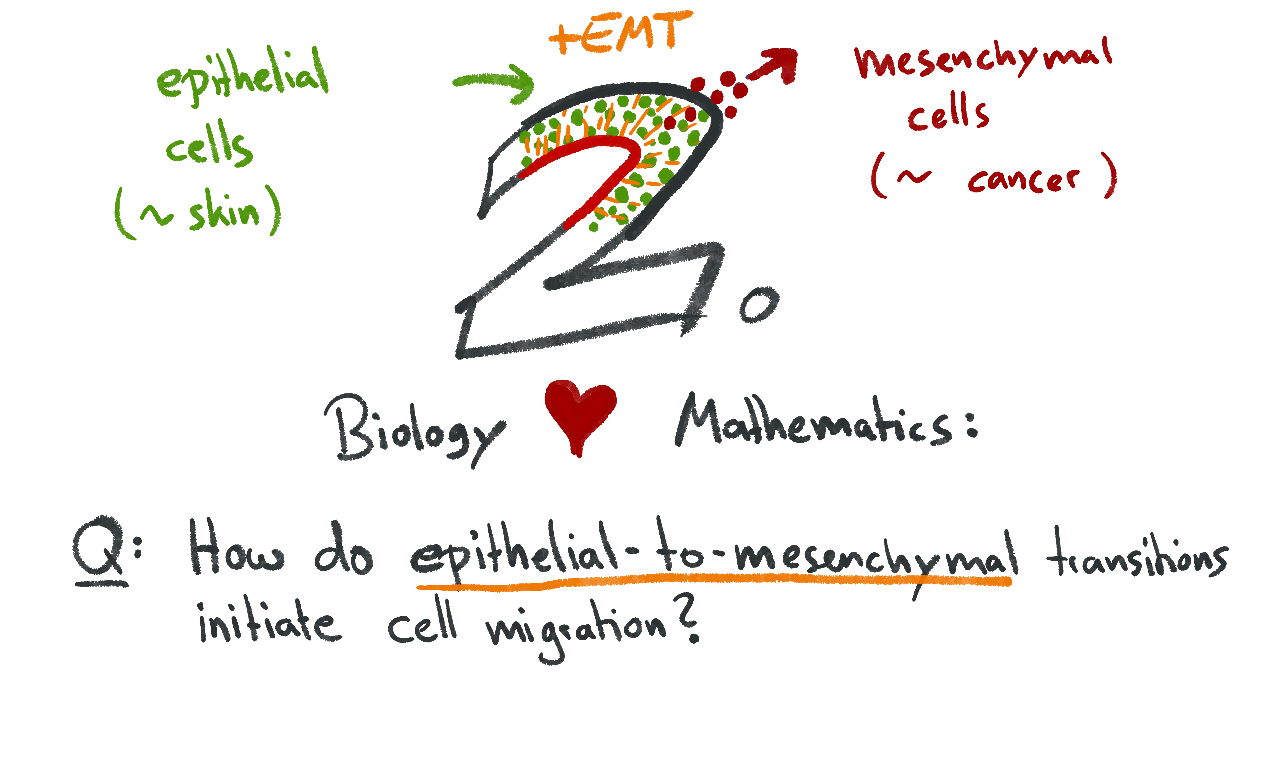 +EMT
epithelial
cells
(~ skin)
mesenchymal
cells
(~ cancer)
2.
Biology ♥ Mathematics:
Q: How do epithelial-to-mesenchymal transitions
initiate cell migration?